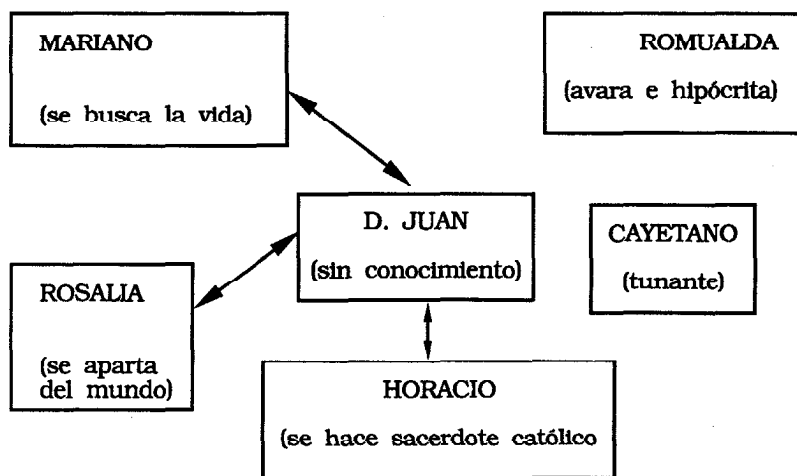 MARIANO
(se busca la vida)
ROMUALDA
(avara e hipócrita)
D. JUAN
(sin conocimiento)
CAYETANO
(tunante)
ROSALIA
(se aparta
del mundo)
HORACIO
(se hace sacerdote católico